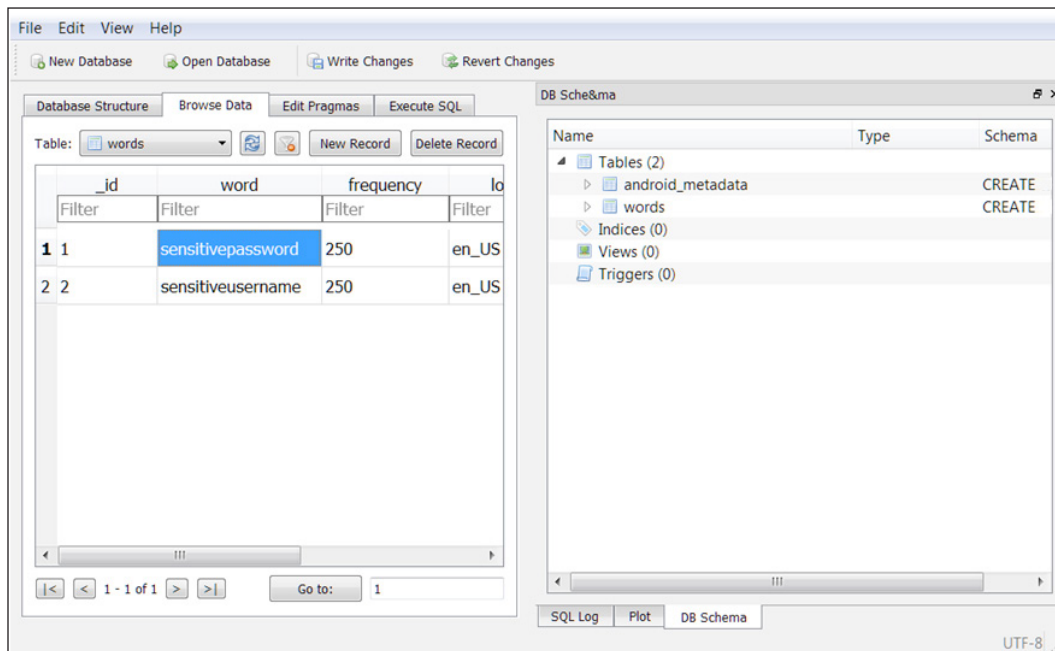 File Edit View Help
New Database Open Database Write Changes Revert Changes
Database Structure Browse Data Edit Pragmas Execute SQL
Table: words New Record Delete Record
_id word frequency lo
Filter Filter Filter Filter
1 1 sensitivepassword 250 en_US
2 2 sensitiveusername 250 en_US
|< < 1 - 1 of 1 > >| Go to: 1
DB Sche&ma
Name Type Schema
Tables (2)
android_metadata CREATE
words CREATE
Indices (0)
Views (0)
Triggers (0)
SQL Log Plot DB Schema
UTF-8